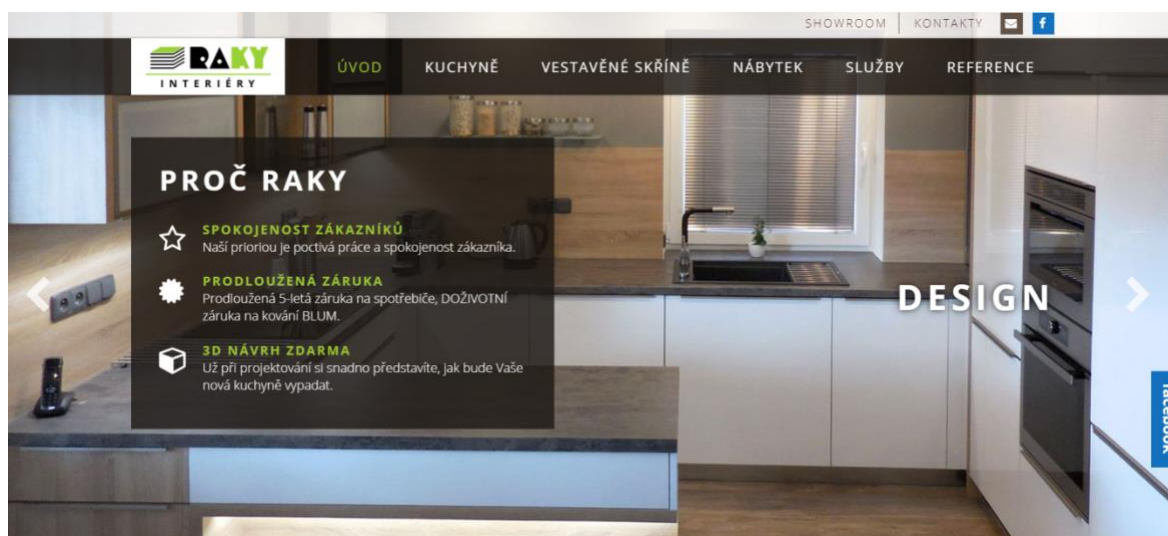 SHOWROOM KONTAKTY
RAKY
INTERIÉRY
ÚVOD KUCHYNĚ VESTAVĚNÉ SKŘÍNĚ NÁBYTEK SLUŽBY REFERENCE
PROČ RAKY
SPOKOJENOST ZÁKAZNÍKŮ
Naší prioriou je poctivá práce a spokojenost zákazníka.
PRODLOUŽENÁ ZÁRUKA
Prodloužená 5-letá záruka na spotřebiče, DOŽIVOTNÍ
záruka na kování BLUM.
3D NÁVRH ZDARMA
Už při projektování si snadno představíte, jak bude Vaše
nová kuchyně vypadat.
DESIGN
facebook